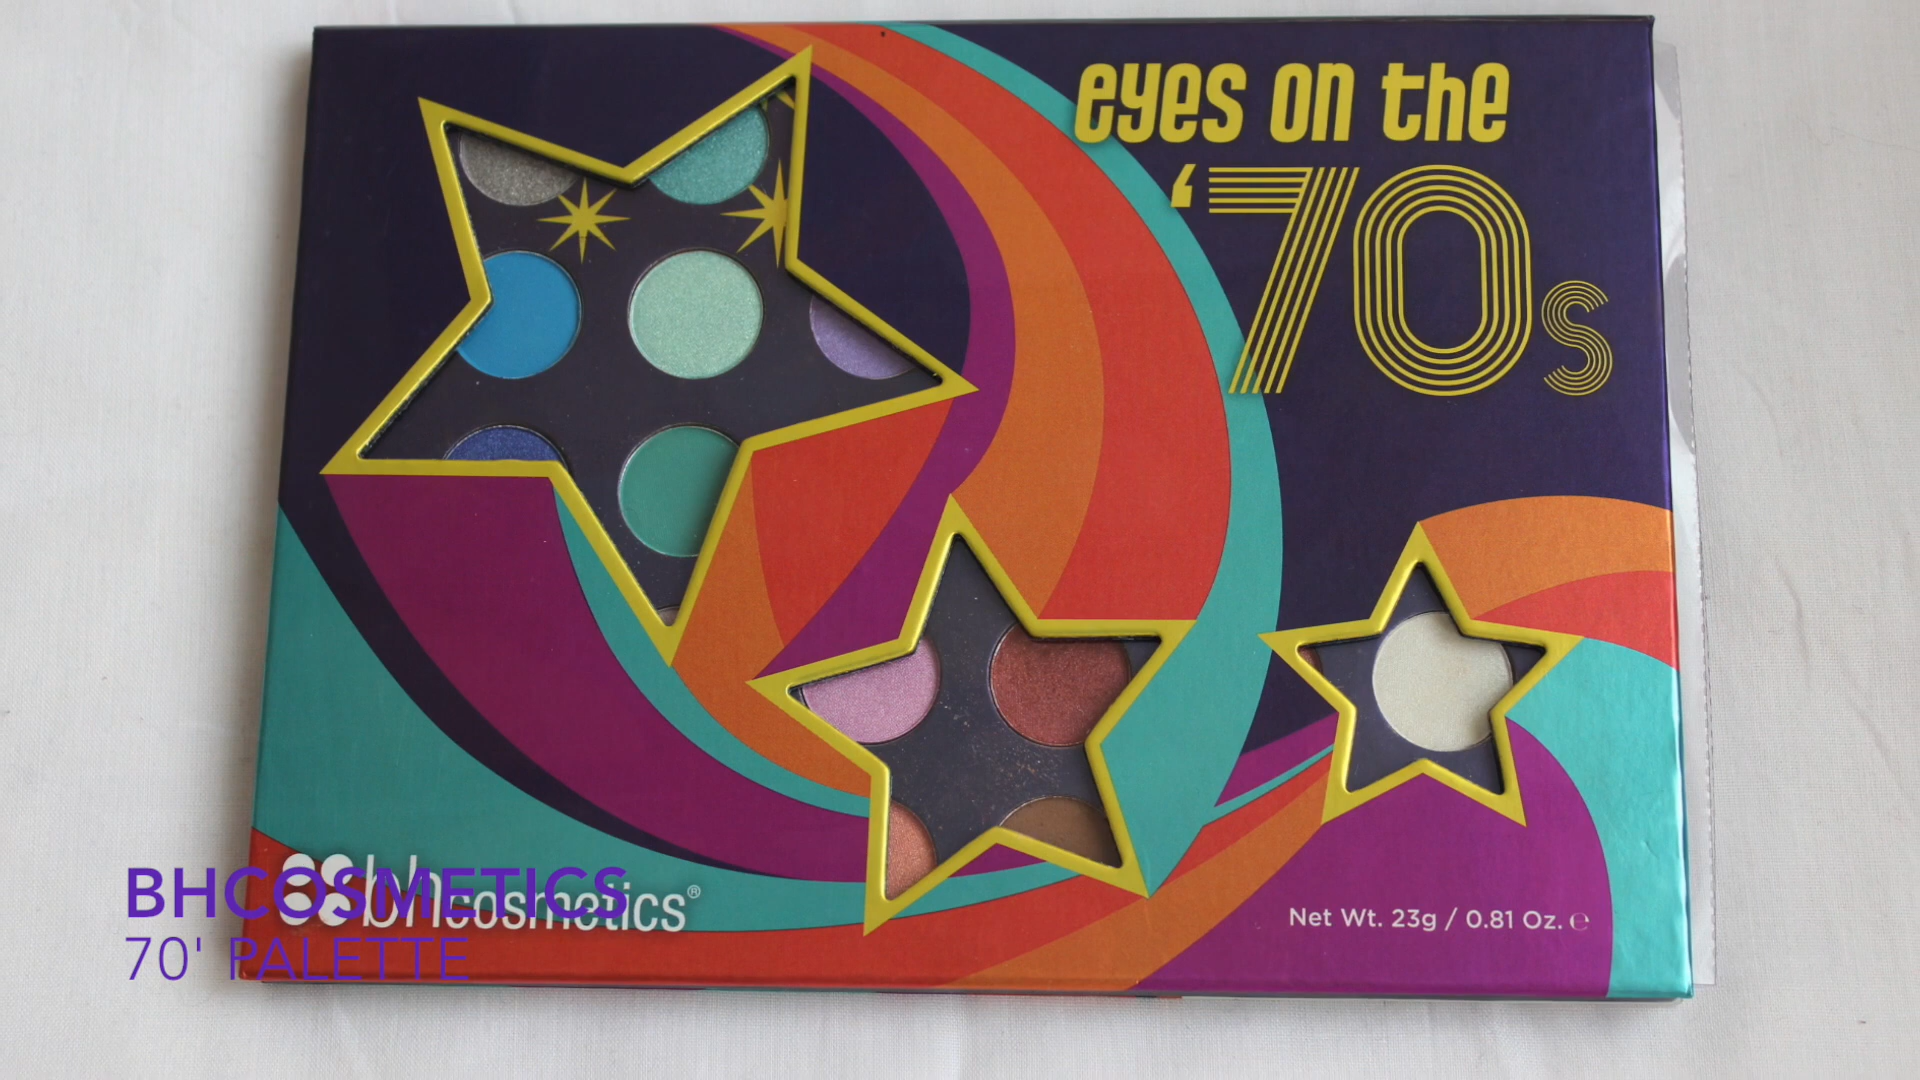 eyes on the
'70s
bhcosmetics®
Net Wt. 23g / 0.81 Oz. ℮
BHCOSMETICS
70' PALETTE